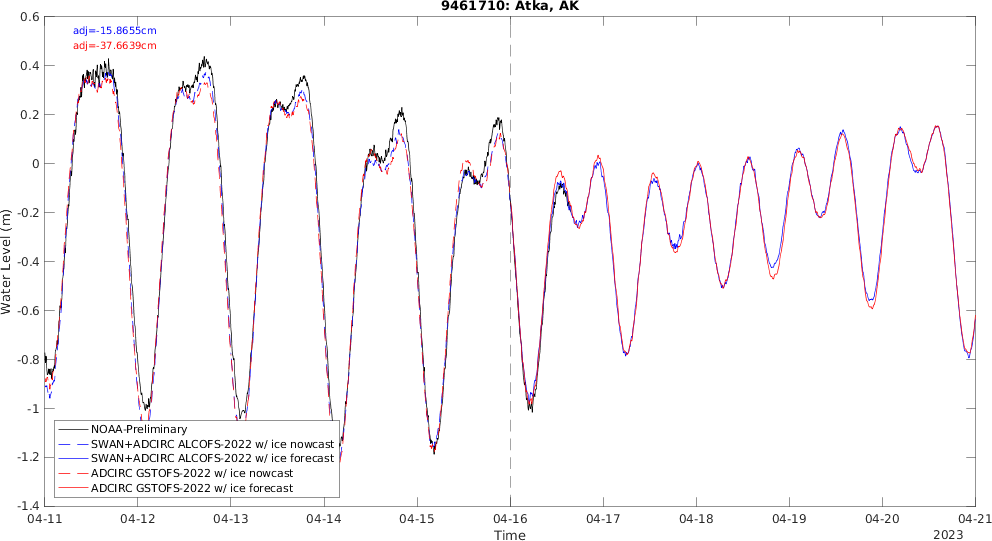 9461710: Atka, AK
adj=-15.8655cm
adj=-37.6639cm
0.6
0.4
0.2
0
-0.2
-0.4
-0.6
-0.8
-1
-1.2
-1.4
Water Level (m)
NOAA-Preliminary
SWAN+ADCIRC ALCOFS-2022 w/ ice nowcast
SWAN+ADCIRC ALCOFS-2022 w/ ice forecast
ADCIRC GSTOFS-2022 w/ ice nowcast
ADCIRC GSTOFS-2022 w/ ice forecast
04-11 04-12 04-13 04-14 04-15 04-16 04-17 04-18 04-19 04-20 04-21
Time
2023